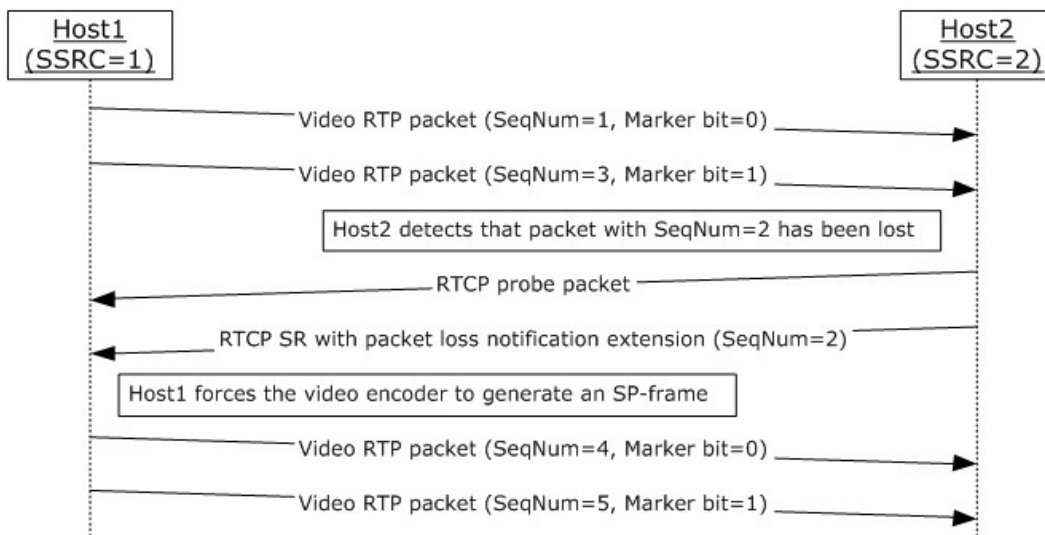 Host1
(SSRC=1)
Host2
(SSRC=2)
Video RTP packet (SeqNum=1, Marker bit=0)
Video RTP packet (SeqNum=3, Marker bit=1)
Host2 detects that packet with SeqNum=2 has been lost
RTCP probe packet
RTCP SR with packet loss notification extension (SeqNum=2)
Host1 forces the video encoder to generate an SP-frame
Video RTP packet (SeqNum=4, Marker bit=0)
Video RTP packet (SeqNum=5, Marker bit=1)